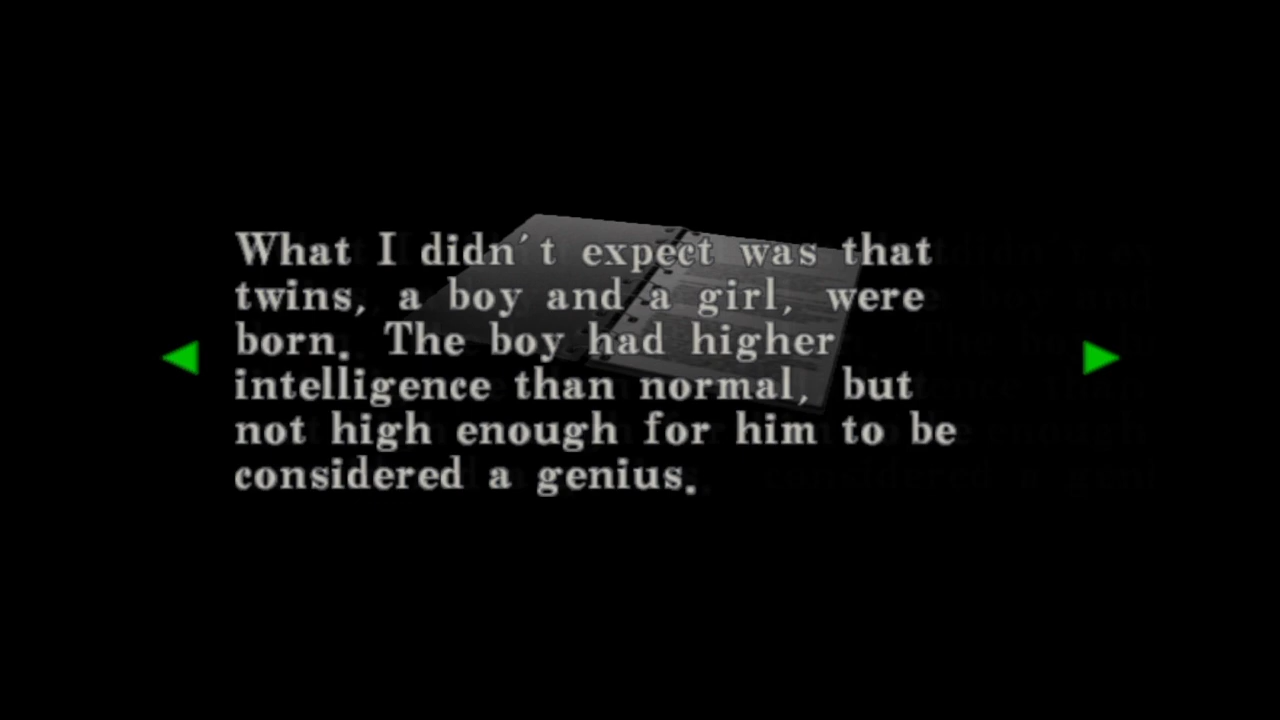 What I didn't expect was that
twins, a boy and a girl, were
born. The boy had higher
intelligence than normal, but
not high enough for him to be
considered a genius.